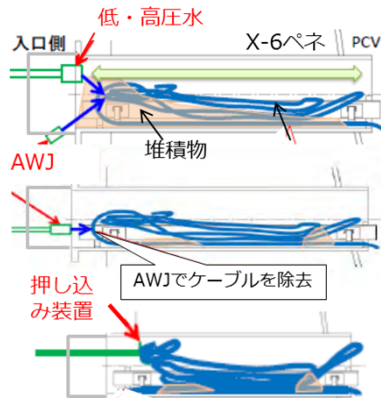 低・高圧水
入口側
X-6ペネ
PCV
堆積物
AWJ
AWJでケーブルを除去
押し込
み装置